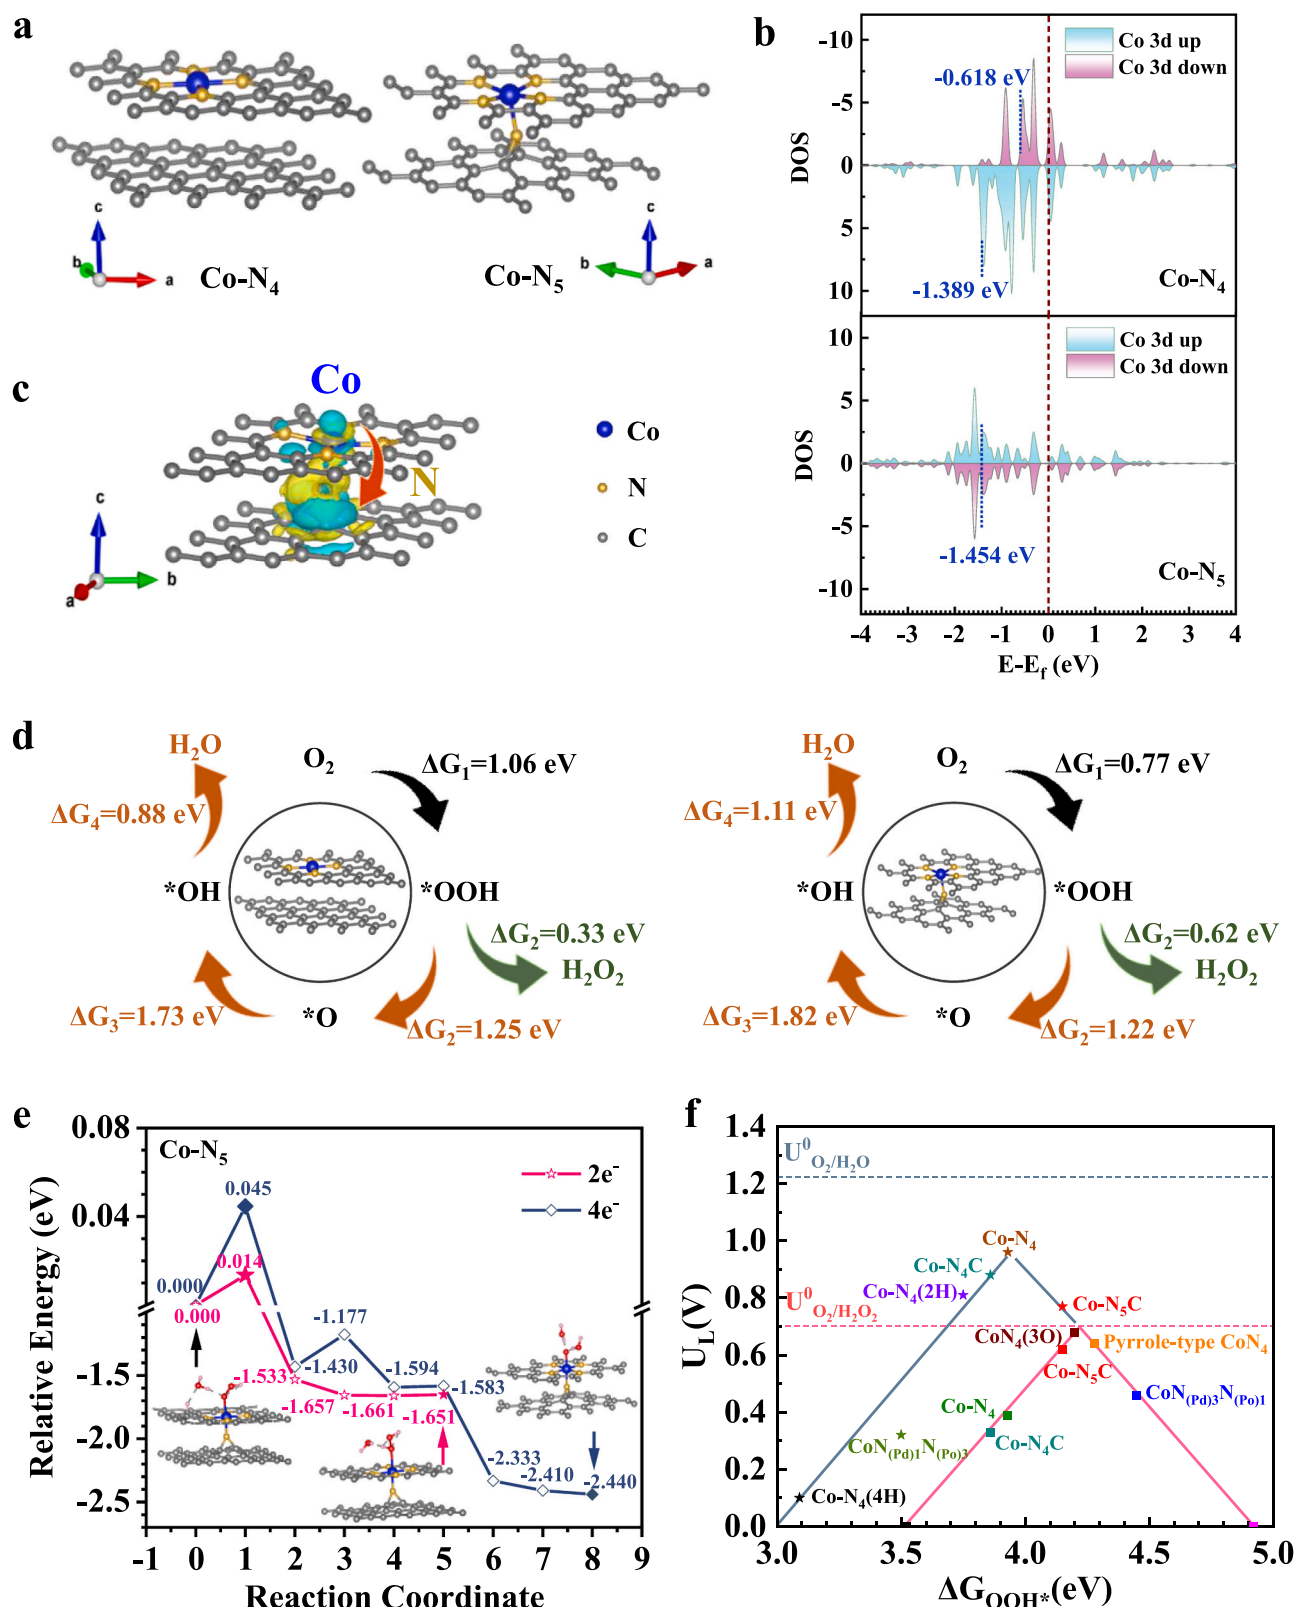 a
Co-N4
c
b
a
Co-N5
c
b
a
b
DOS
-10
-5
0
5
10
Co 3d up
Co 3d down
-0.618 eV
-1.389 eV
Co-N4
DOS
10
5
0
-5
-10
Co 3d up
Co 3d down
-1.454 eV
Co-N5
-4 -3 -2 -1 0 1 2 3 4
E-Ef (eV)
c
Co
N
Co
N
C
c
b
a
d
H2O
O2
ΔG1=1.06 eV
ΔG4=0.88 eV
*OH
*OOH
ΔG2=0.33 eV
H2O2
ΔG3=1.73 eV
*O
ΔG2=1.25 eV
H2O
O2
ΔG1=0.77 eV
ΔG4=1.11 eV
*OH
*OOH
ΔG2=0.62 eV
H2O2
ΔG3=1.82 eV
*O
ΔG2=1.22 eV
e
Relative Energy (eV)
0.08
0.04
-1.5
-2.0
-2.5
Co-N5
2e-
4e-
0.045
0.014
0.000
0.000
-1.177
-1.533
-1.430
-1.594
-1.583
-1.657
-1.661
-1.651
-2.333
-2.410
-2.440
-1 0 1 2 3 4 5 6 7 8 9
Reaction Coordinate
f
UL(V)
1.4
1.2
1.0
0.8
0.6
0.4
0.2
0.0
U0O2/H2O
Co-N4
Co-N4C
Co-N4(2H)
U0O2/H2O2
Co-N5C
CoN4(3O)
Pyrrole-type CoN4
Co-N5C
CoN(Pd)3N(Po)1
Co-N4
CoN(Pd)1N(Po)3
Co-N4C
Co-N4(4H)
3.0 3.5 4.0 4.5 5.0
ΔGOOH*(eV)